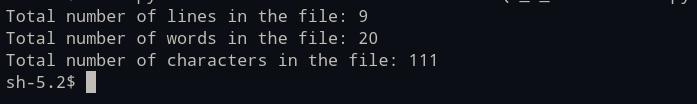 Total number of lines in the file: 9
Total number of words in the file: 20
Total number of characters in the file: 111
sh-5.2$